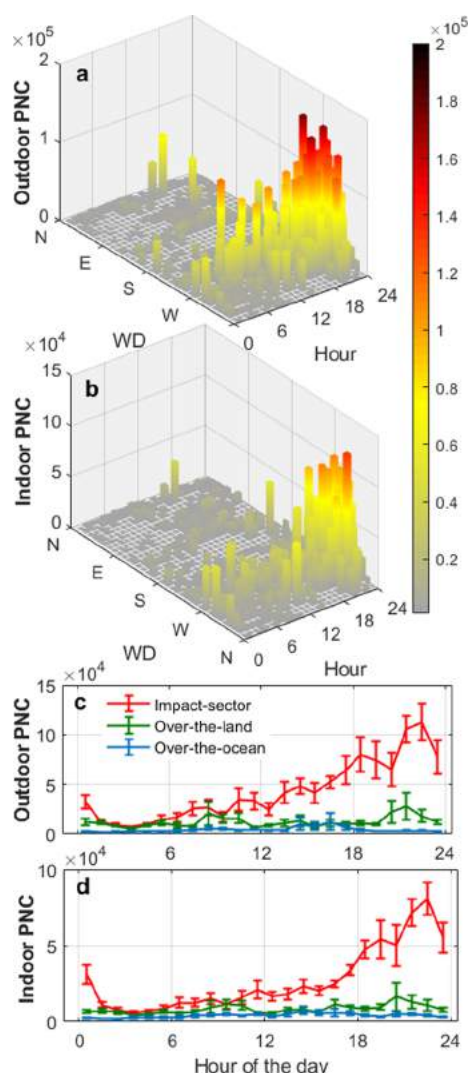 ×10⁵
2
a
Outdoor PNC
1
0
N
E
S
W
WD
0
6
12
18
24
Hour
×10⁴
15
b
Indoor PNC
10
5
0
N
E
S
W
N
WD
0
6
12
18
24
Hour
×10⁵
2
1.8
1.6
1.4
1.2
1
0.8
0.6
0.4
0.2
×10⁴
15
c
Impact-sector
Over-the-land
Over-the-ocean
Outdoor PNC
10
5
0
0
6
12
18
24
×10⁴
10
d
Indoor PNC
5
0
0
6
12
18
24
Hour of the day